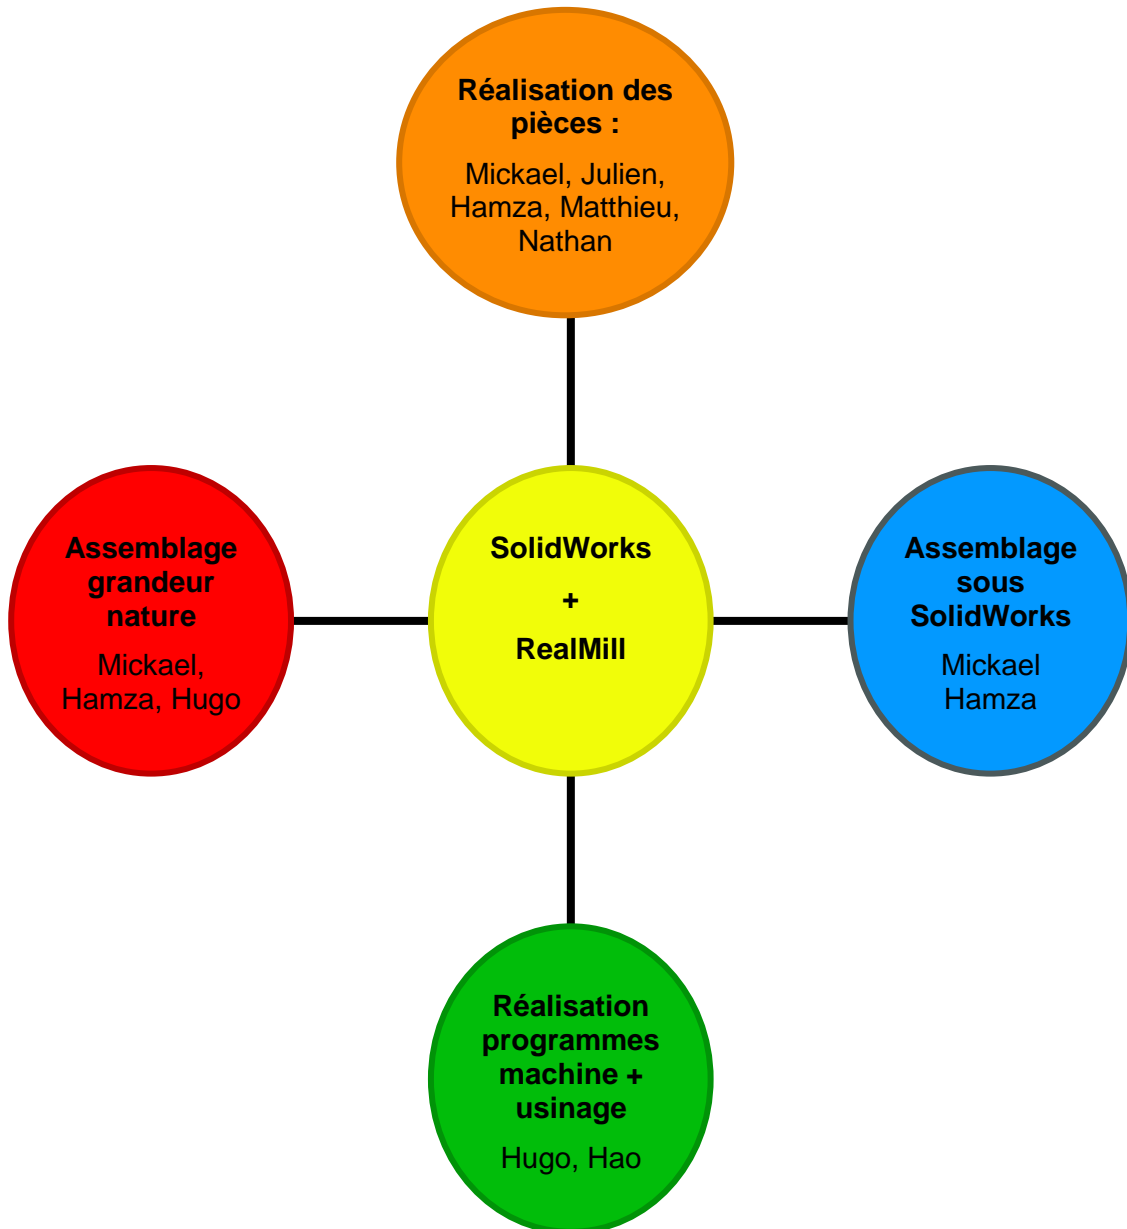 Réalisation des
pièces :
Mickael, Julien,
Hamza, Matthieu,
Nathan
Assemblage
grandeur
nature
Mickael,
Hamza, Hugo
SolidWorks
+
RealMill
Assemblage
sous
SolidWorks
Mickael
Hamza
Réalisation
programmes
machine +
usinage
Hugo, Hao